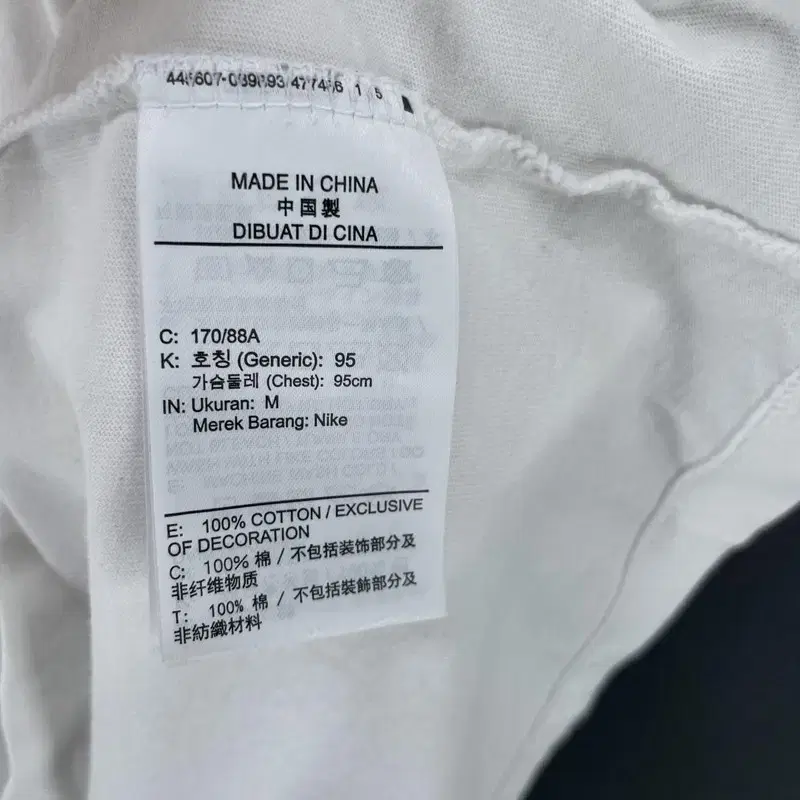 MADE IN CHINA
中国製
DIBUAT DI CINA
C: 170/88A
K: 호칭 (Generic): 95
가슴둘레 (Chest): 95cm
IN: Ukuran: M
Merek Barang: Nike
E: 100% COTTON / EXCLUSIVE
OF DECORATION
C: 100% 棉 / 不包括装饰部分及
非纤维物质
T: 100% 棉 / 不包括裝飾部分及
非紡織材料